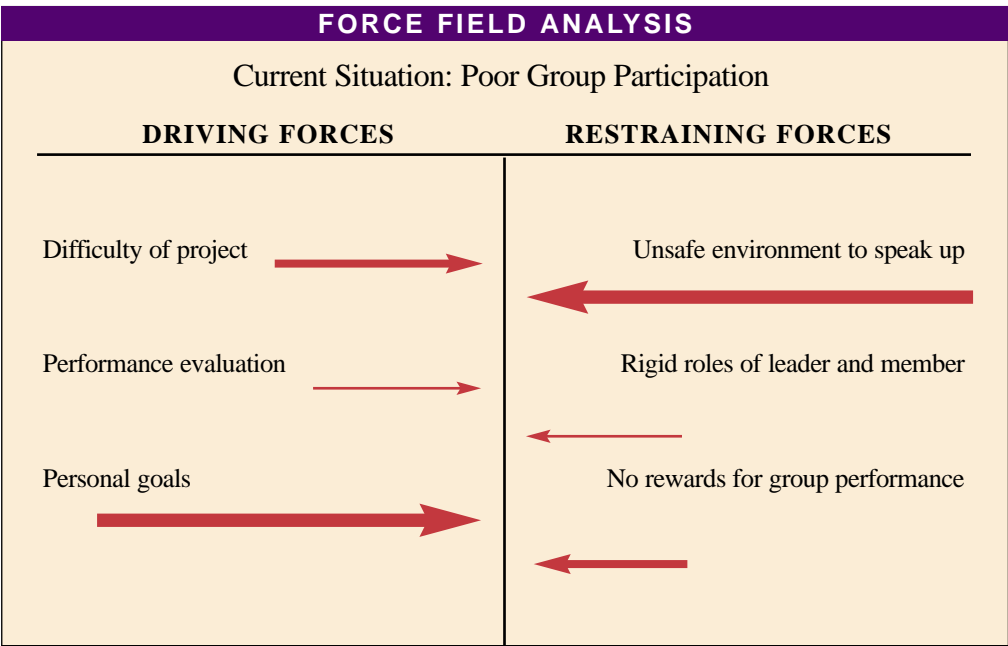 FORCE FIELD ANALYSIS
Current Situation: Poor Group Participation
DRIVING FORCES
RESTRAINING FORCES
Difficulty of project
Unsafe environment to speak up
Performance evaluation
Rigid roles of leader and member
Personal goals
No rewards for group performance